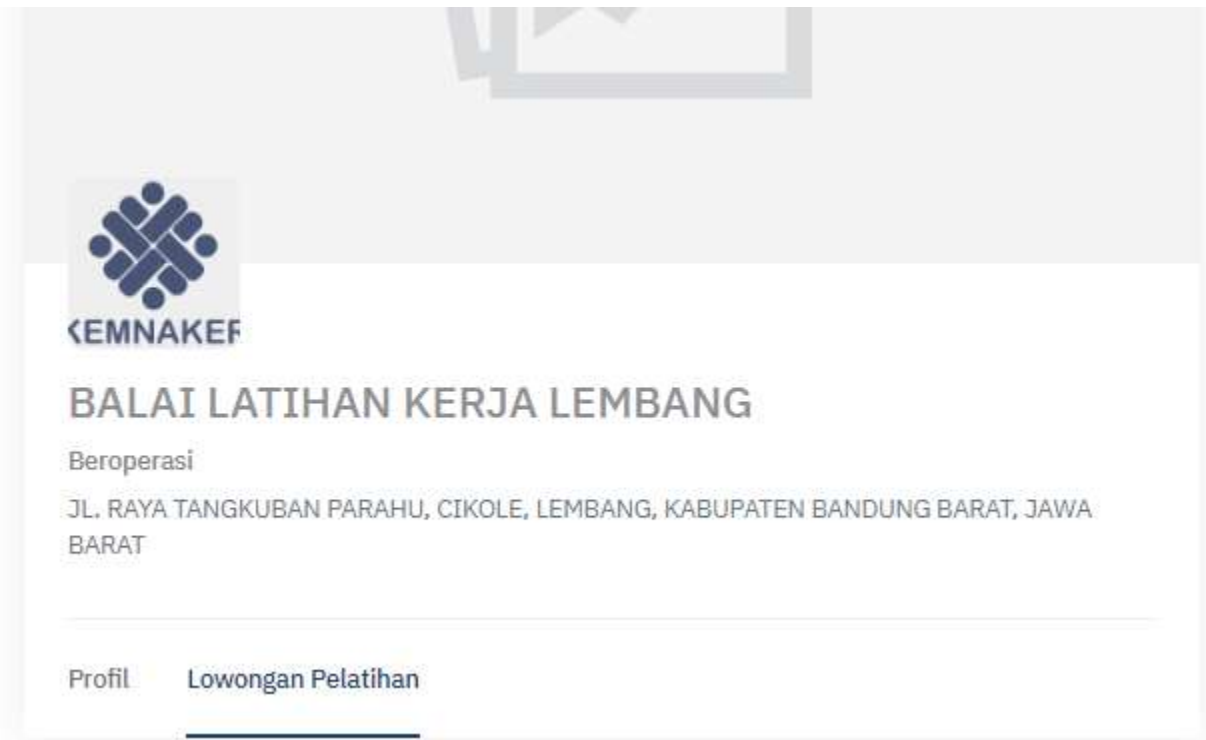 KEMNAKER
BALAI LATIHAN KERJA LEMBANG
Beroperasi
JL. RAYA TANGKUBAN PARAHU, CIKOLE, LEMBANG, KABUPATEN BANDUNG BARAT, JAWA
BARAT
Profil Lowongan Pelatihan